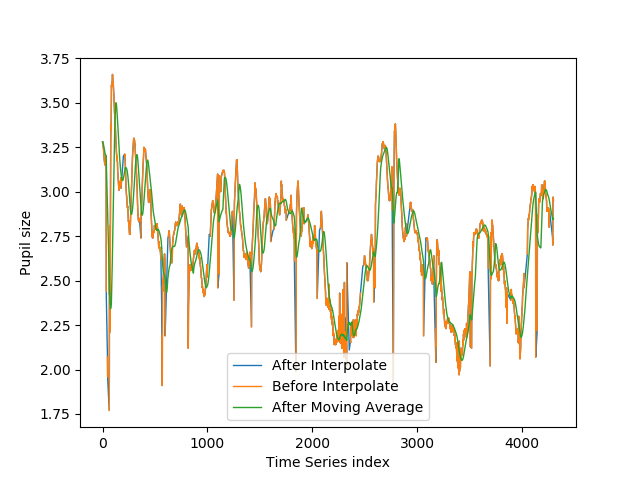 3.75
3.50
3.25
3.00
2.75
2.50
2.25
2.00
1.75
Pupil size
After Interpolate
Before Interpolate
After Moving Average
0 1000 2000 3000 4000
Time Series index